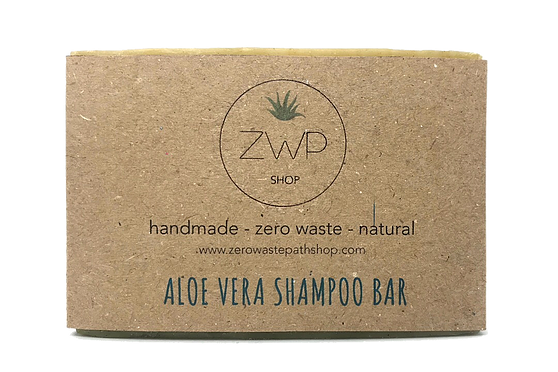 ZWP
SHOP
handmade - zero waste - natural
www.zerowastepathshop.com
ALOE VERA SHAMPOO BAR